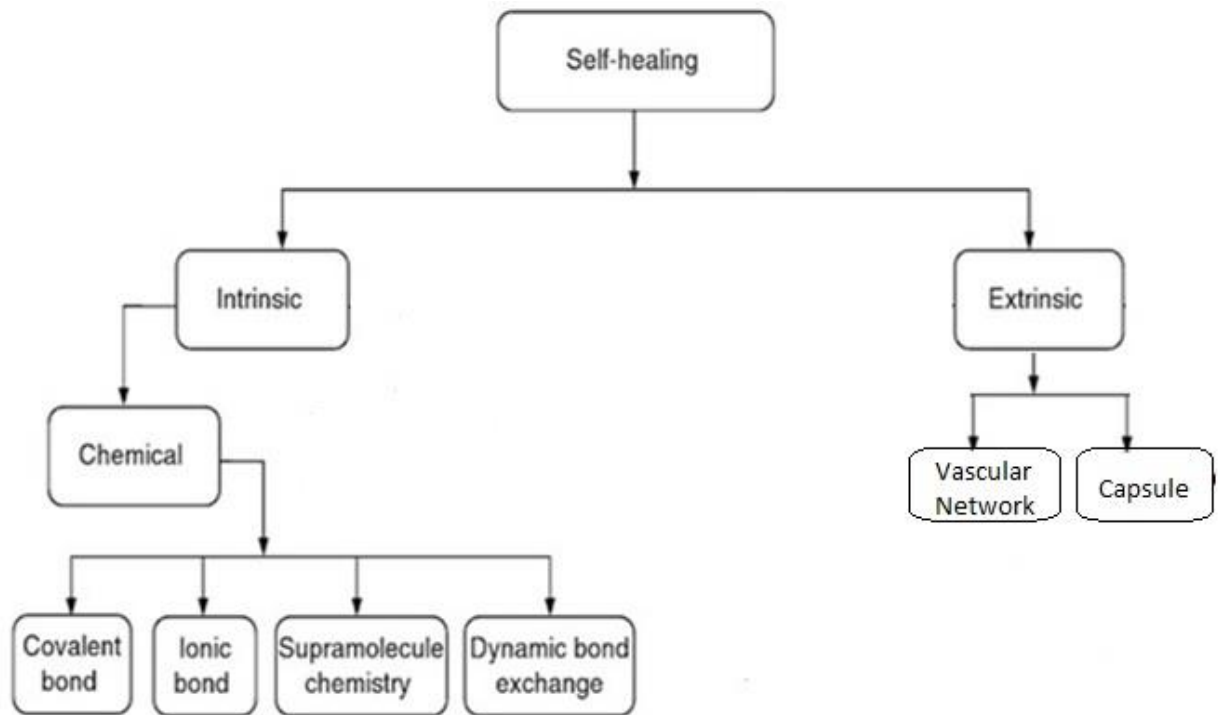 Self-healing
Intrinsic
Extrinsic
Chemical
Vascular
Network
Capsule
Covalent
bond
Ionic
bond
Supramolecule
chemistry
Dynamic bond
exchange